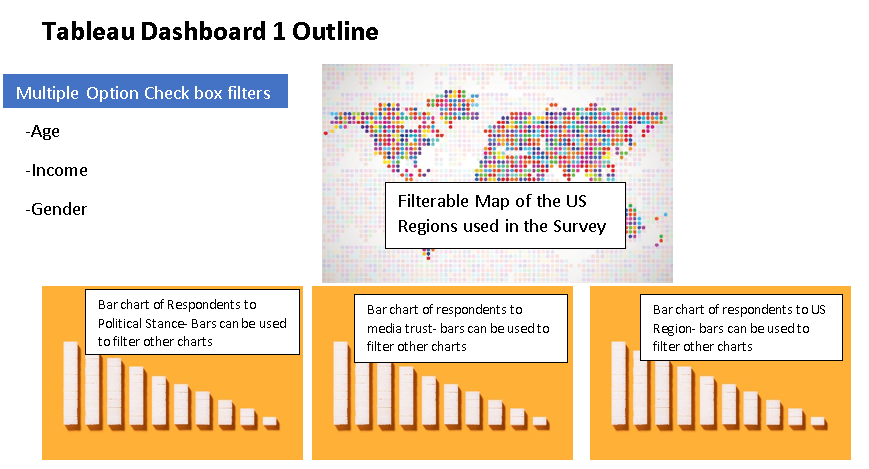 Tableau Dashboard 1 Outline
Multiple Option Check box filters
-Age
-Income
-Gender
Filterable Map of the US
Regions used in the Survey
Bar chart of Respondents to
Political Stance- Bars can be used
to filter other charts
Bar chart of respondents to
media trust- bars can be used to
filter other charts
Bar chart of respondents to US
Region- bars can be used to
filter other charts